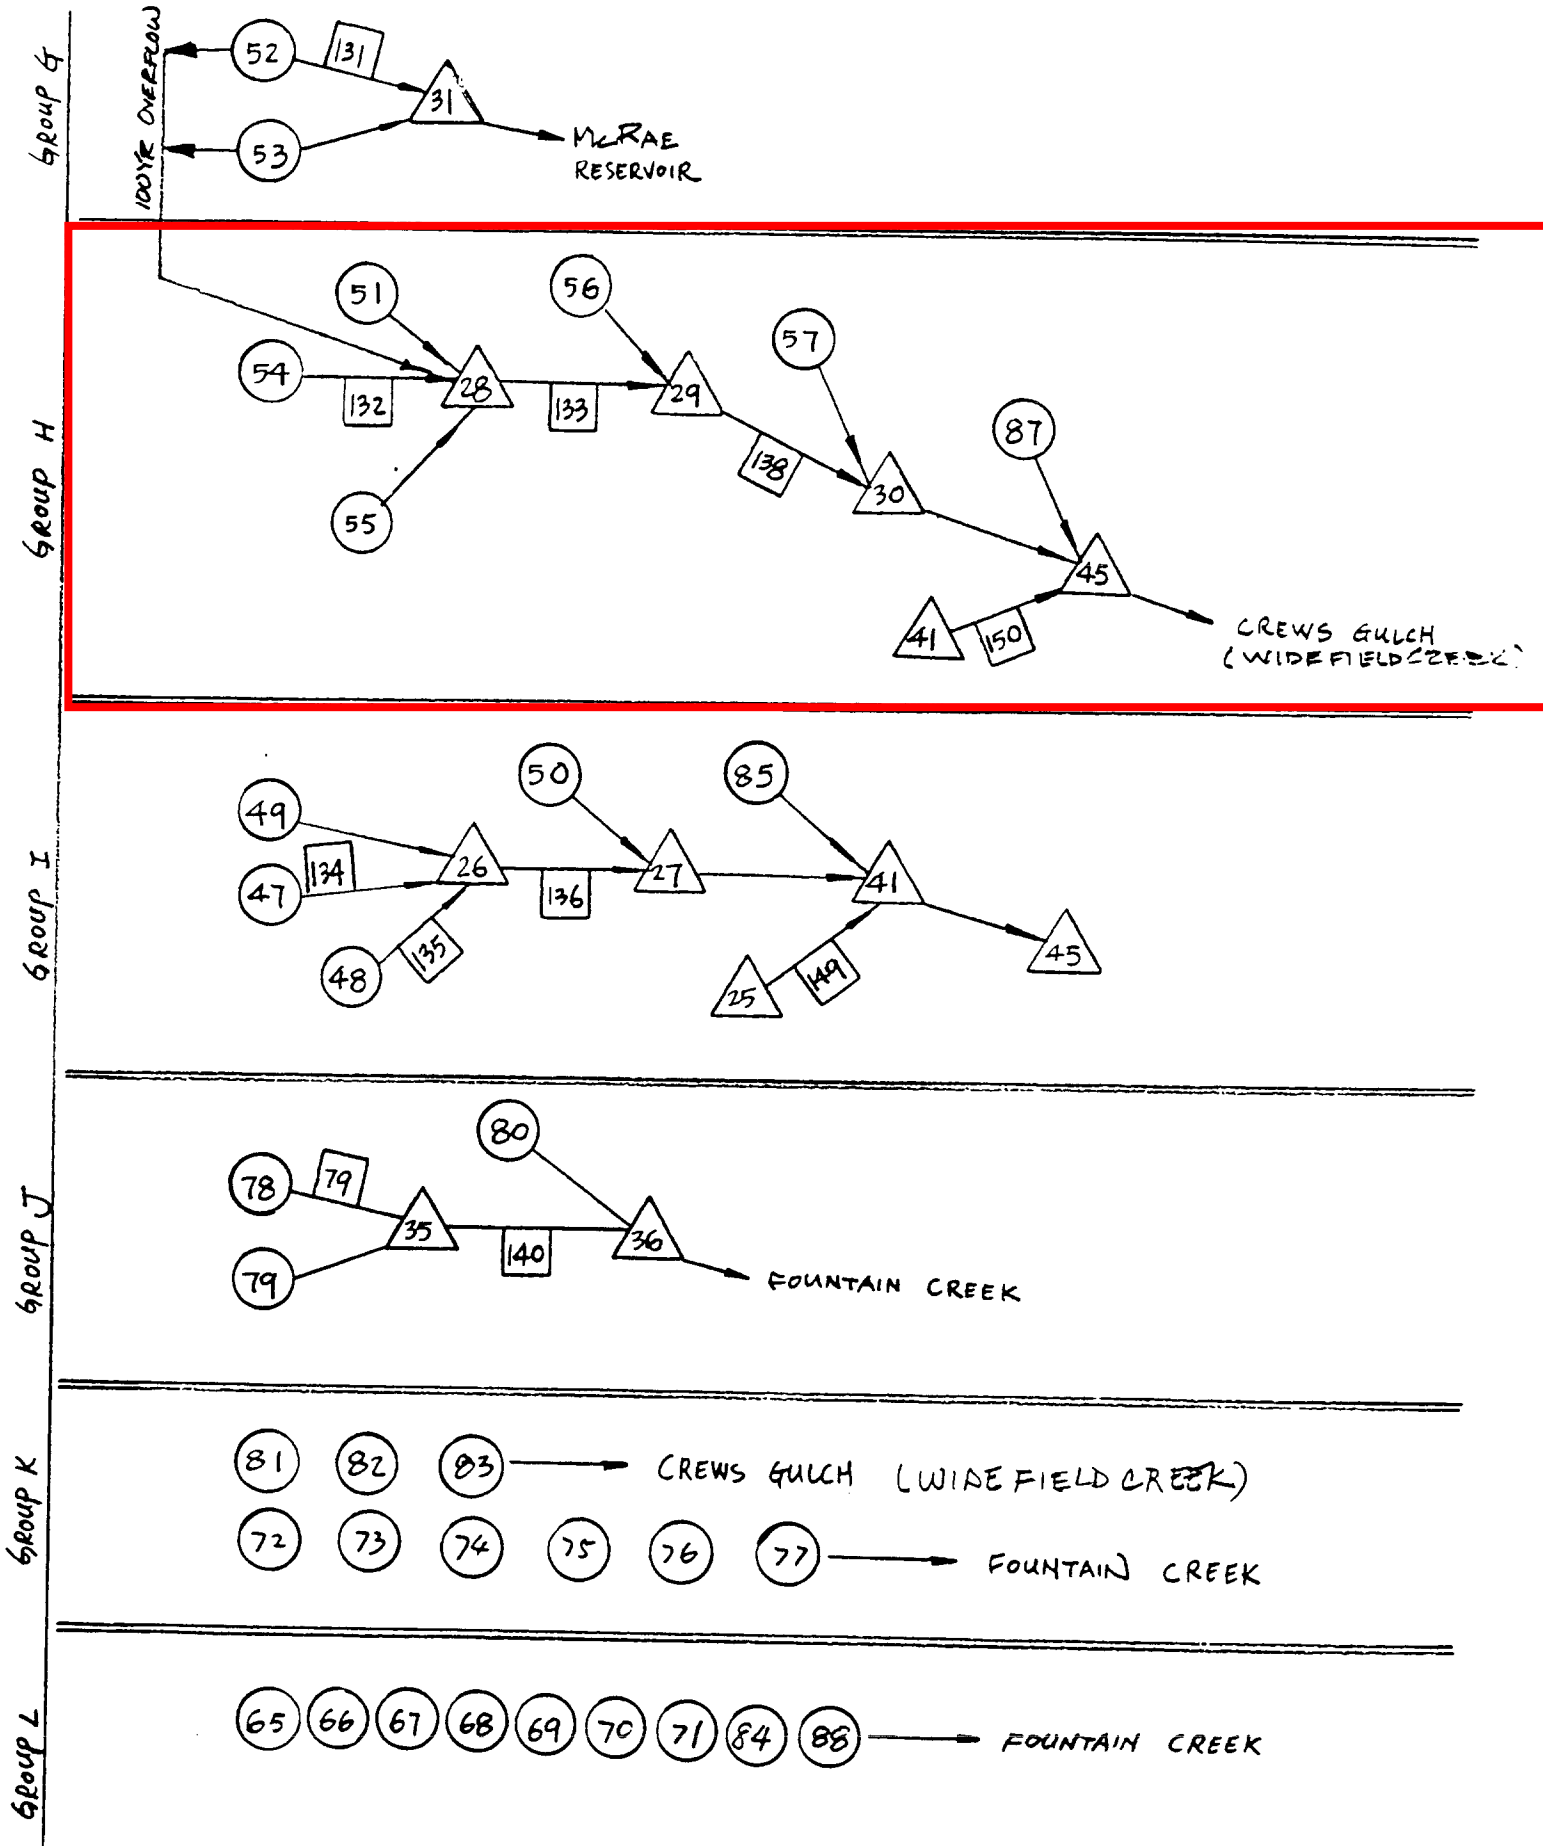 GROUP G
100YR OVERFLOW
52
131
31
53
McRAE
RESERVOIR
GROUP H
51
56
57
54
132
28
133
29
87
138
30
55
45
41
150
CREWS GULCH
(WIDEFIELD CREEK)
GROUP I
50
85
49
134
26
27
41
47
136
135
45
48
25
149
GROUP J
80
78
79
35
36
140
79
FOUNTAIN CREEK
GROUP K
81 82 83 CREWS GULCH (WIDEFIELD CREEK)
72 73 74 75 76 77 FOUNTAIN CREEK
GROUP L
65 66 67 68 69 70 71 84 88 FOUNTAIN CREEK